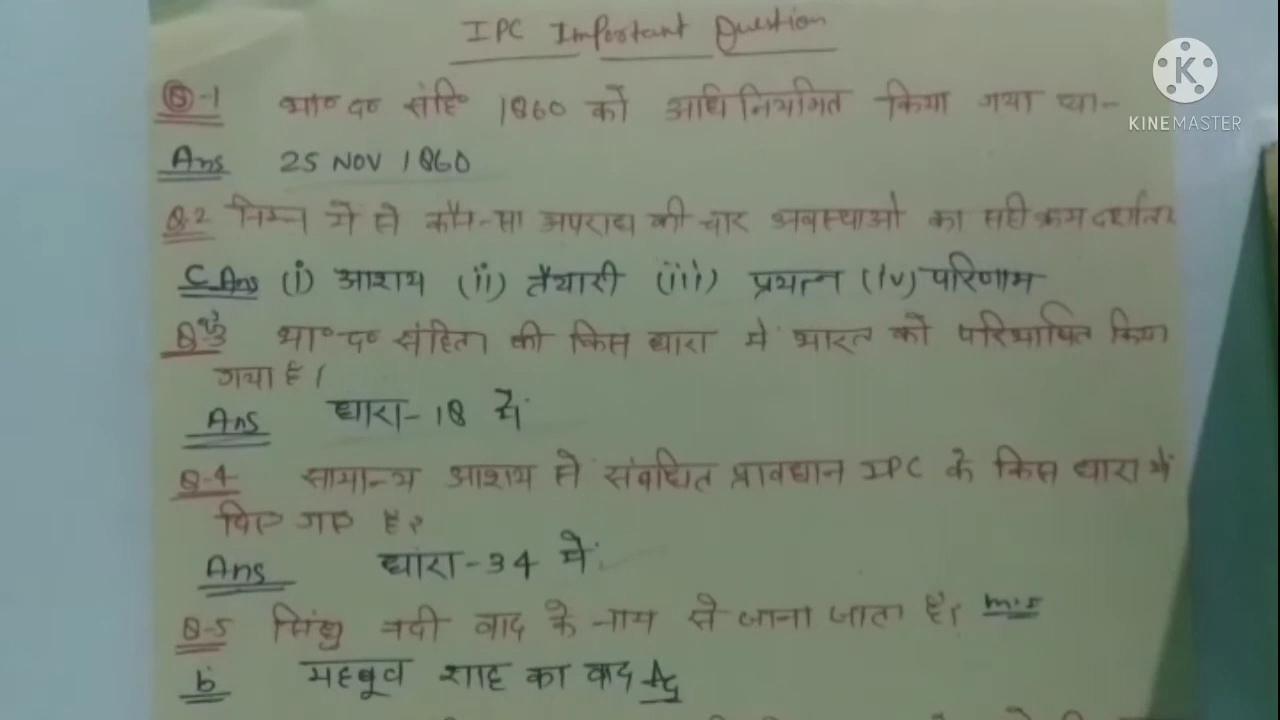 IPC Important Question
Q-1 भा० द० संहि० 1860 को अधिनियमित किया गया था-
Ans 25 NOV 1860
Q.2 निम्न में से कौन-सा अपराध की चार अवस्थाओ का सही क्रम दर्शाता
C Ans (i) आशय (ii) तैयारी (iii) प्रयत्न (iv) परिणाम
Q-3 भा० द० संहिता की किस धारा में भारत को परिभाषित किया
गया है।
Ans धारा-18 में
Q-4 सामान्य आशय से संबधित प्रावधान IPC के किस धारा में
दिए गए है?
Ans धारा-34 में
Q-5 सिंधु नदी वाद के नाम से जाना जाता है।
b महबूव शाह का वाद
KINEMASTER